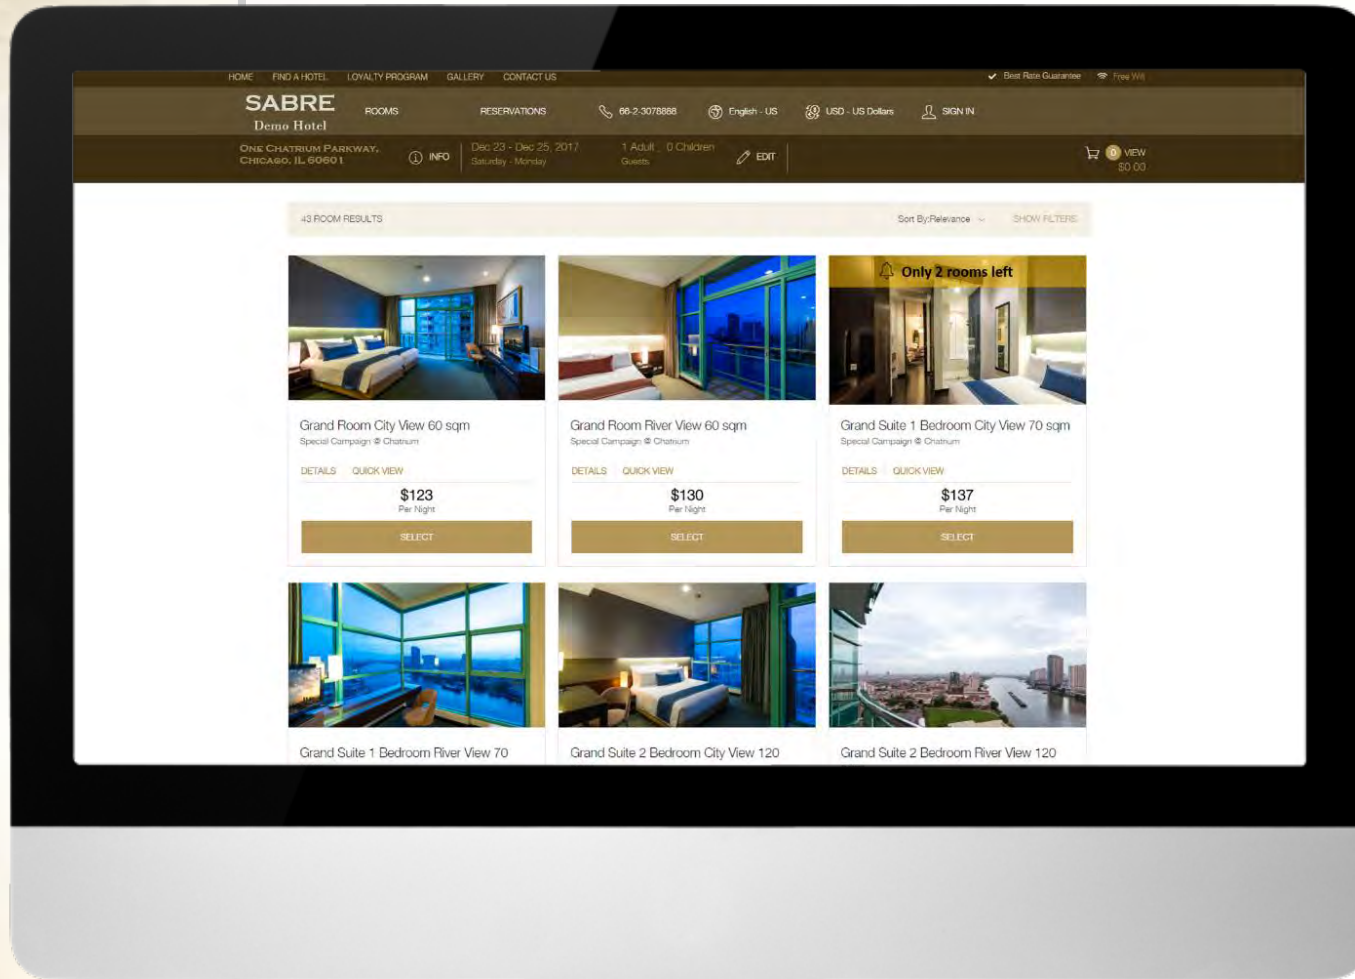 HOME FIND A HOTEL LOYALTY PROGRAM GALLERY CONTACT US Best Rate Guarantee Free Wifi
SABRE
Demo Hotel
ROOMS RESERVATIONS 66-2-3078888 English - US USD - US Dollars SIGN IN
ONE CHATRIUM PARKWAY,
CHICAGO, IL 60601
INFO
Dec 23 - Dec 25, 2017
Saturday - Monday
1 Adult , 0 Children
Guests
EDIT
0 VIEW
$0.00
43 ROOM RESULTS Sort By:Relevance SHOW FILTERS
Only 2 rooms left
Grand Room City View 60 sqm
Special Campaign @ Chatrium
DETAILS QUICK VIEW
$123
Per Night
SELECT
Grand Room River View 60 sqm
Special Campaign @ Chatrium
DETAILS QUICK VIEW
$130
Per Night
SELECT
Grand Suite 1 Bedroom City View 70 sqm
Special Campaign @ Chatrium
DETAILS QUICK VIEW
$137
Per Night
SELECT
Grand Suite 1 Bedroom River View 70
Grand Suite 2 Bedroom City View 120
Grand Suite 2 Bedroom River View 120